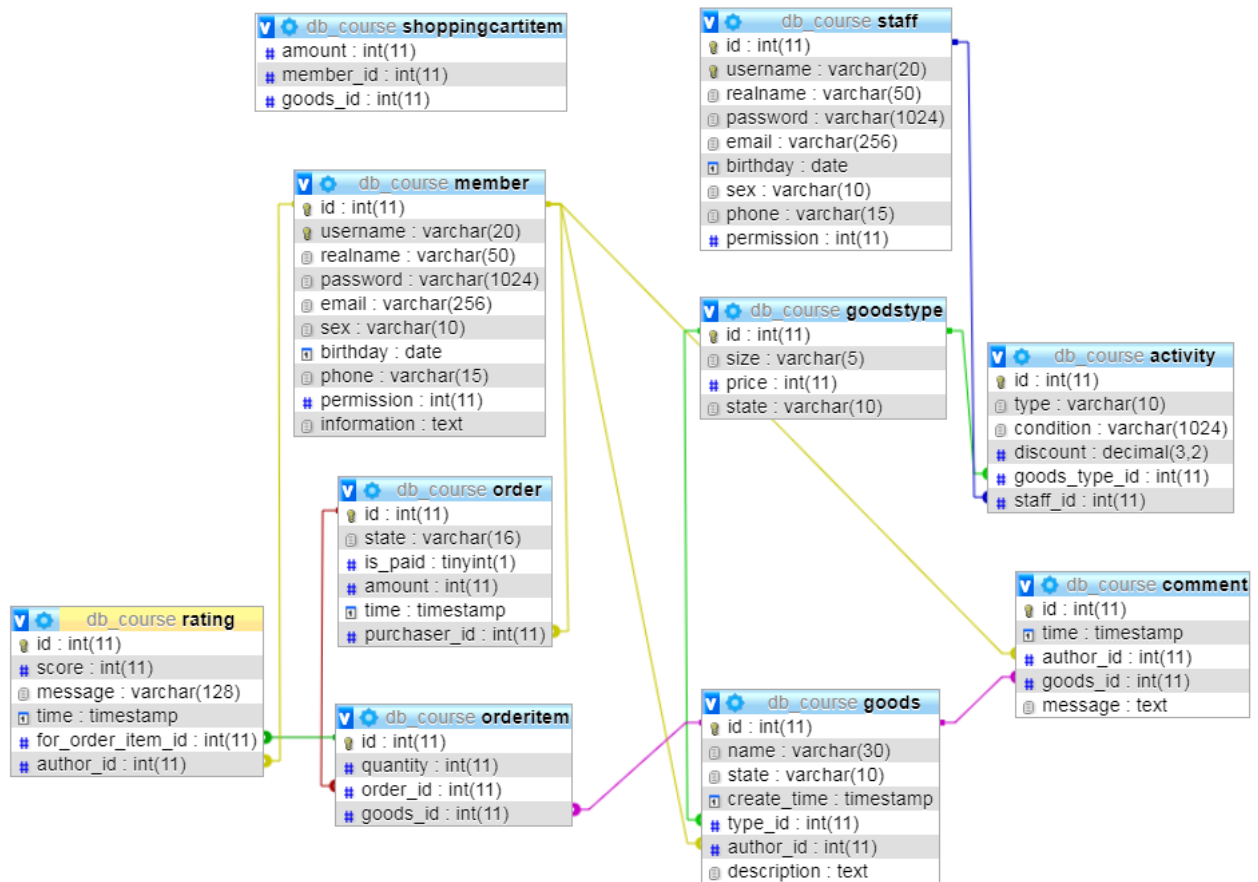 db_course shoppingcartitem
amount : int(11)
member_id : int(11)
goods_id : int(11)
db_course staff
id : int(11)
username : varchar(20)
realname : varchar(50)
password : varchar(1024)
email : varchar(256)
birthday : date
sex : varchar(10)
phone : varchar(15)
permission : int(11)
db_course member
id : int(11)
username : varchar(20)
realname : varchar(50)
password : varchar(1024)
email : varchar(256)
sex : varchar(10)
birthday : date
phone : varchar(15)
permission : int(11)
information : text
db_course goodstype
id : int(11)
size : varchar(5)
price : int(11)
state : varchar(10)
db_course activity
id : int(11)
type : varchar(10)
condition : varchar(1024)
discount : decimal(3,2)
goods_type_id : int(11)
staff_id : int(11)
db_course order
id : int(11)
state : varchar(16)
is_paid : tinyint(1)
amount : int(11)
time : timestamp
purchaser_id : int(11)
db_course comment
id : int(11)
time : timestamp
author_id : int(11)
goods_id : int(11)
message : text
db_course rating
id : int(11)
score : int(11)
message : varchar(128)
time : timestamp
for_order_item_id : int(11)
author_id : int(11)
db_course orderitem
id : int(11)
quantity : int(11)
order_id : int(11)
goods_id : int(11)
db_course goods
id : int(11)
name : varchar(30)
state : varchar(10)
create_time : timestamp
type_id : int(11)
author_id : int(11)
description : text